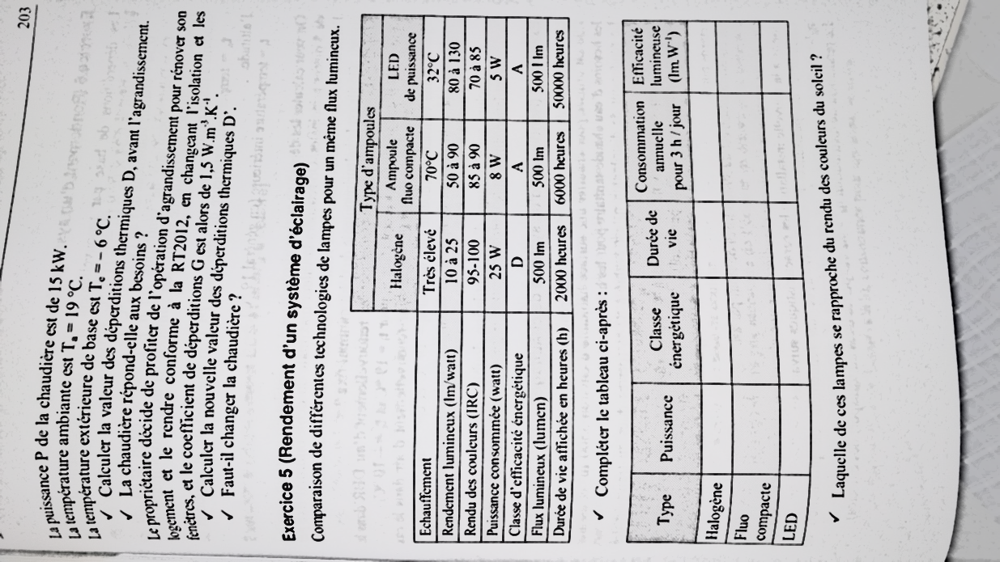 203
La puissance P de la chaudière est de 15 kW.
La température ambiante est Ta = 19 °C.
La température extérieure de base est Te = – 6 °C.
✓ Calculer la valeur des déperditions thermiques D, avant l'agrandissement.
✓ La chaudière répond-elle aux besoins ?
Le propriétaire décide de profiter de l'opération d'agrandissement pour rénover son
logement et le rendre conforme à la RT2012, en changeant l'isolation et les
fenêtres, et le coefficient de déperditions G est alors de 1,5 W.m⁻³.K⁻¹.
✓ Calculer la nouvelle valeur des déperditions thermiques D'.
✓ Faut-il changer la chaudière ?
Exercice 5 (Rendement d'un système d'éclairage)
Comparaison de différentes technologies de lampes pour un même flux lumineux.
Type d'ampoules
Halogène | Ampoule fluo compacte | LED de puissance
Echauffement | Très élevé | 70°C | 32°C
Rendement lumineux (lm/watt) | 10 à 25 | 50 à 90 | 80 à 130
Rendu des couleurs (IRC) | 95-100 | 85 à 90 | 70 à 85
Puissance consommée (watt) | 25 W | 8 W | 5 W
Classe d'efficacité énergétique | D | A | A
Flux lumineux (lumen) | 500 lm | 500 lm | 500 l lm
Durée de vie affichée en heures (h) | 2000 heures | 6000 heures | 50000 heures
✓ Compléter le tableau ci-après :
Type | Puissance | Classe énergétique | Durée de vie | Consommation annuelle pour 3 h / jour | Efficacité lumineuse (lm.W⁻¹)
Halogène
Fluo
compacte
LED
✓ Laquelle de ces lampes se rapproche du rendu des couleurs du soleil ?